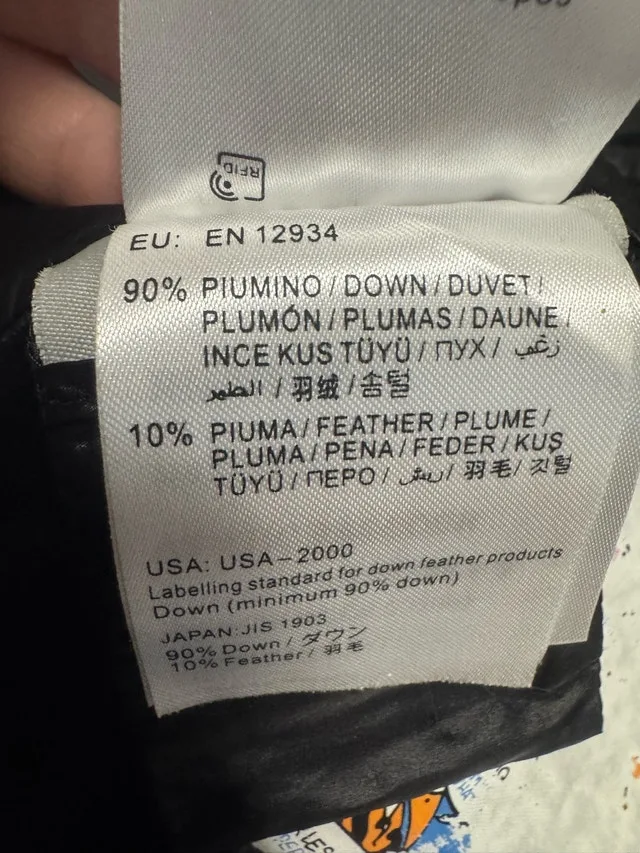 RFID
EU: EN 12934
90% PIUMINO / DOWN / DUVET /
PLUMÓN / PLUMAS / DAUNE /
INCE KUS TÜYÜ / ПУХ / زغب
الطهر / 羽绒 / 솜털
10% PIUMA / FEATHER / PLUME /
PLUMA / PENA / FEDER / KUŞ
TÜYÜ / ПЕРО / ريش / 羽毛 / 깃털
USA: USA-2000
Labelling standard for down feather products
Down (minimum 90% down)
JAPAN:JIS 1903
90% Down / ダウン
10% Feather / 羽毛